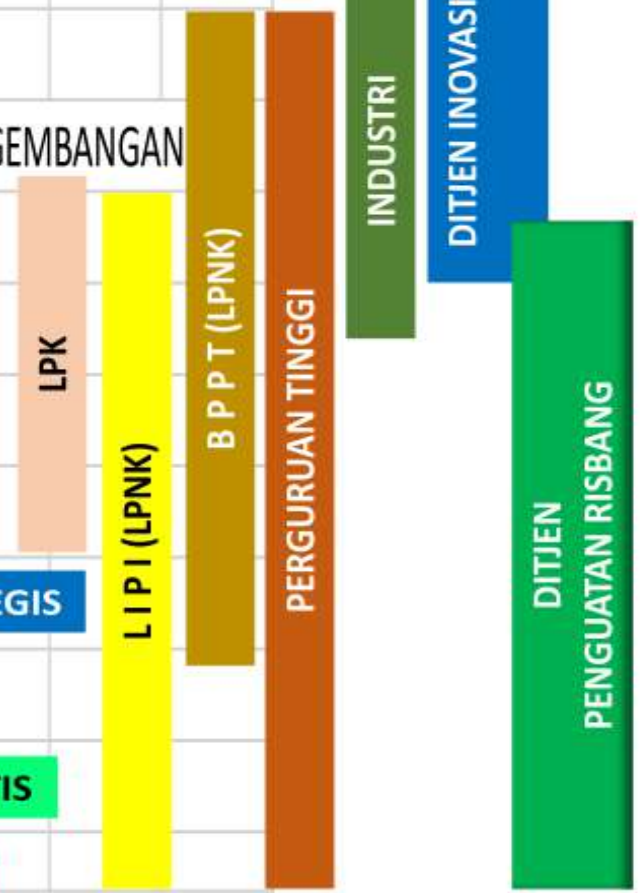 GEMBANGAN
LPK
L I P I (LPNK)
B P P T (LPNK)
PERGURUAN TINGGI
INDUSTRI
DITJEN INOVASI
DITJEN
PENGUATAN RISBANG
EGIS
TIS